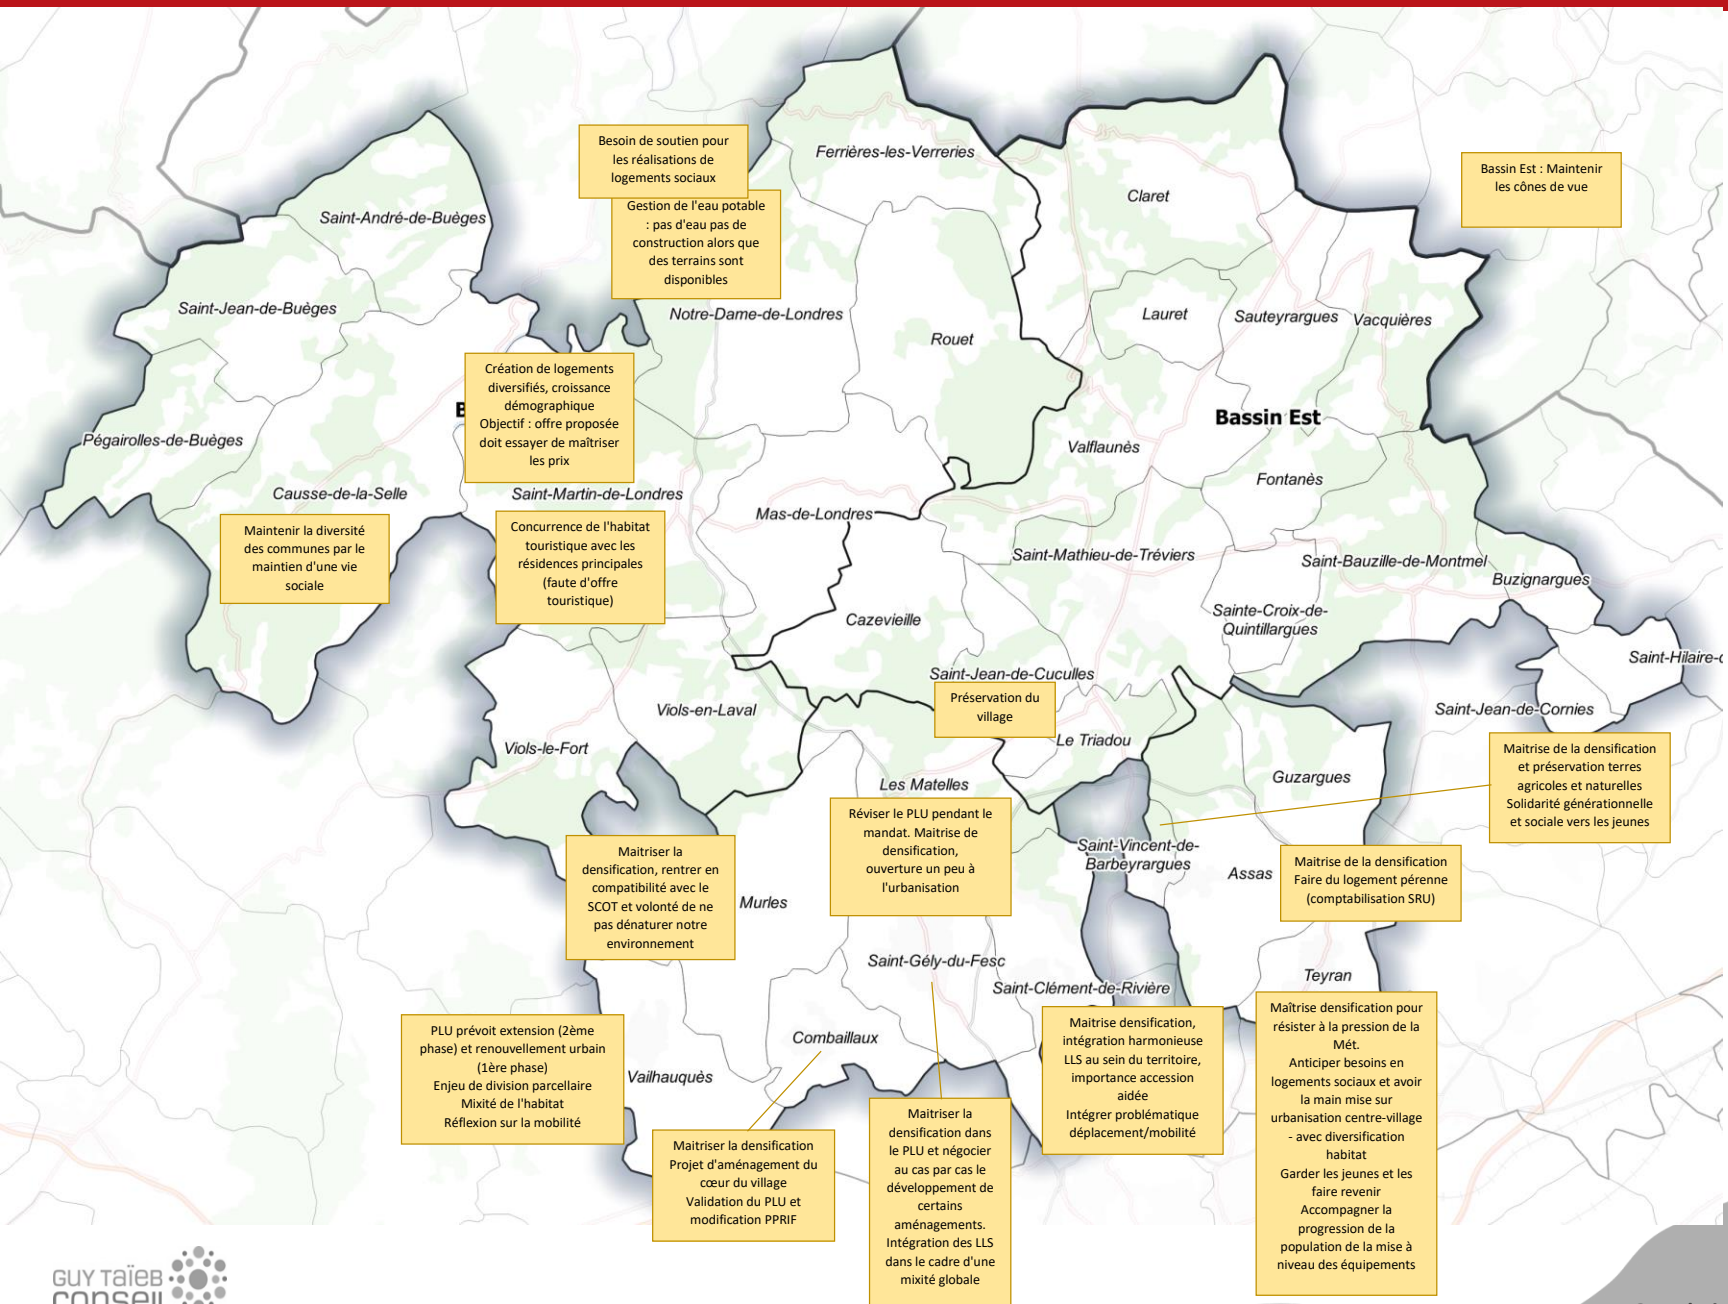 Besoin de soutien pour
les réalisations de
logements sociaux
Gestion de l'eau potable
: pas d'eau pas de
construction alors que
des terrains sont
disponibles
Ferrières-les-Verreries
Claret
Bassin Est : Maintenir
les cônes de vue
Saint-André-de-Buèges
Saint-Jean-de-Buèges
Notre-Dame-de-Londres
Rouet
Lauret
Sauteyrargues
Vacquières
Création de logements
diversifiés, croissance
démographique
Objectif : offre proposée
doit essayer de maîtriser
les prix
Bassin Est
Pégairolles-de-Buèges
Valflaunès
Fontanès
Causse-de-la-Selle
Saint-Martin-de-Londres
Mas-de-Londres
Maintenir la diversité
des communes par le
maintien d'une vie
sociale
Concurrence de l'habitat
touristique avec les
résidences principales
(faute d'offre
touristique)
Saint-Mathieu-de-Tréviers
Saint-Bauzille-de-Montmel
Buzignargues
Cazevieille
Sainte-Croix-de-
Quintillargues
Saint-Hilaire-d
Saint-Jean-de-Cuculles
Préservation du
village
Viols-en-Laval
Saint-Jean-de-Cornies
Viols-le-Fort
Le Triadou
Les Matelles
Guzargues
Maitrise de la densification
et préservation terres
agricoles et naturelles
Solidarité générationnelle
et sociale vers les jeunes
Réviser le PLU pendant le
mandat. Maitrise de
densification,
ouverture un peu à
l'urbanisation
Saint-Vincent-de-
Barbeyrargues
Assas
Maitrise de la densification
Faire du logement pérenne
(comptabilisation SRU)
Maitriser la
densification, rentrer en
compatibilité avec le
SCOT et volonté de ne
pas dénaturer notre
environnement
Murles
Saint-Gély-du-Fesc
Saint-Clément-de-Rivière
Teyran
PLU prévoit extension (2ème
phase) et renouvellement urbain
(1ère phase)
Enjeu de division parcellaire
Mixité de l'habitat
Réflexion sur la mobilité
Combaillaux
Vailhauquès
Maitrise densification,
intégration harmonieuse
LLS au sein du territoire,
importance accession
aidée
Intégrer problématique
déplacement/mobilité
Maîtrise densification pour
résister à la pression de la
Mét.
Anticiper besoins en
logements sociaux et avoir
la main mise sur
urbanisation centre-village
- avec diversification
habitat
Garder les jeunes et les
faire revenir
Accompagner la
progression de la
population de la mise à
niveau des équipements
Maitriser la densification
Projet d'aménagement du
cœur du village
Validation du PLU et
modification PPRIF
Maitriser la
densification dans
le PLU et négocier
au cas par cas le
développement de
certains
aménagements.
Intégration des LLS
dans le cadre d'une
mixité globale
GUY TAÏEB
CONSEIL